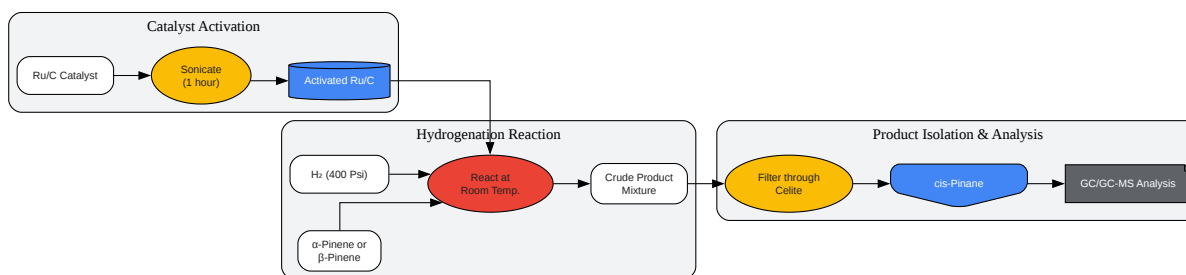 Catalyst Activation
Ru/C Catalyst
Sonicate
(1 hour)
Activated Ru/C
Hydrogenation Reaction
H₂ (400 Psi)
α-Pinene or
β-Pinene
React at
Room Temp.
Crude Product
Mixture
Product Isolation & Analysis
Filter through
Celite
cis-Pinane
GC/GC-MS Analysis